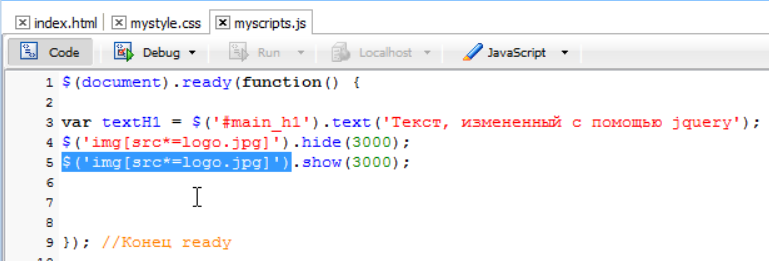 index.html mystyle.css myscripts.js
Code Debug Run Localhost JavaScript
1 $(document).ready(function() {
2
3 var textH1 = $('#main_h1').text('Текст, измененный с помощью jquery');
4 $('img[src*=logo.jpg]').hide(3000);
5 $('img[src*=logo.jpg]').show(3000);
6
7
8
9 }); //Конец ready